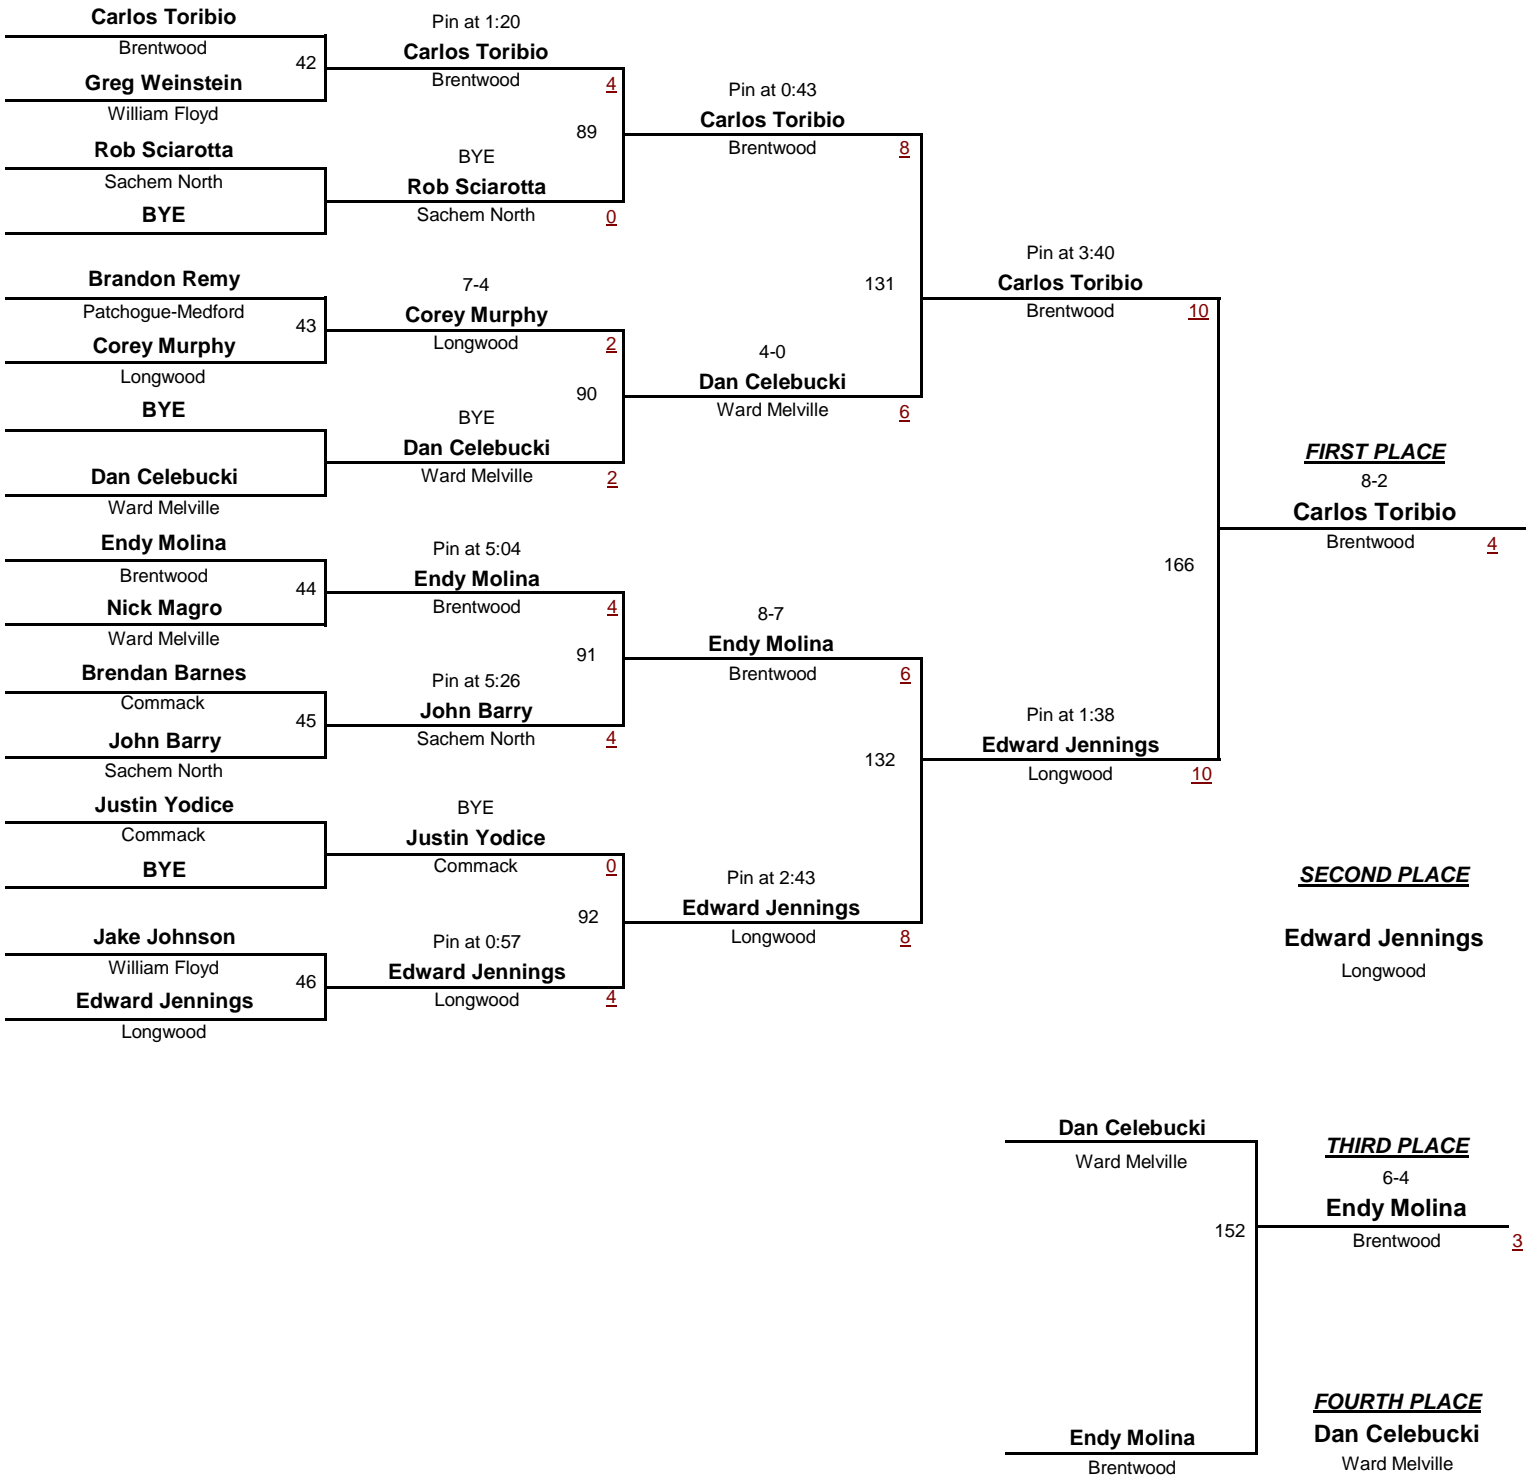 Carlos Toribio
Brentwood
42
Greg Weinstein
William Floyd
Rob Sciarotta
Sachem North
BYE
Brandon Remy
Patchogue-Medford
43
Corey Murphy
Longwood
BYE
Dan Celebucki
Ward Melville
Endy Molina
Brentwood
44
Nick Magro
Ward Melville
Brendan Barnes
Commack
45
John Barry
Sachem North
Justin Yodice
Commack
BYE
Jake Johnson
William Floyd
46
Edward Jennings
Longwood
Pin at 1:20
Carlos Toribio
Brentwood
4
89
BYE
Rob Sciarotta
Sachem North
0
7-4
Corey Murphy
Longwood
2
90
BYE
Dan Celebucki
Ward Melville
2
Pin at 5:04
Endy Molina
Brentwood
4
91
Pin at 5:26
John Barry
Sachem North
4
BYE
Justin Yodice
Commack
0
92
Pin at 0:57
Edward Jennings
Longwood
4
Pin at 0:43
Carlos Toribio
Brentwood
8
131
4-0
Dan Celebucki
Ward Melville
6
8-7
Endy Molina
Brentwood
6
132
Pin at 2:43
Edward Jennings
Longwood
8
Pin at 3:40
Carlos Toribio
Brentwood
10
166
Pin at 1:38
Edward Jennings
Longwood
10
FIRST PLACE
8-2
Carlos Toribio
Brentwood
4
SECOND PLACE
Edward Jennings
Longwood
Dan Celebucki
Ward Melville
152
Endy Molina
Brentwood
THIRD PLACE
6-4
Endy Molina
Brentwood
3
FOURTH PLACE
Dan Celebucki
Ward Melville